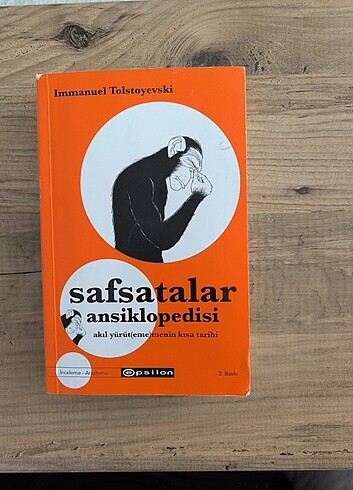 Immanuel Tolstoyevski
safsatalar
ansiklopedisi
akıl yürüt(eme)menin kısa tarihi
İnceleme - Araştırma
epsilon
2. Baskı